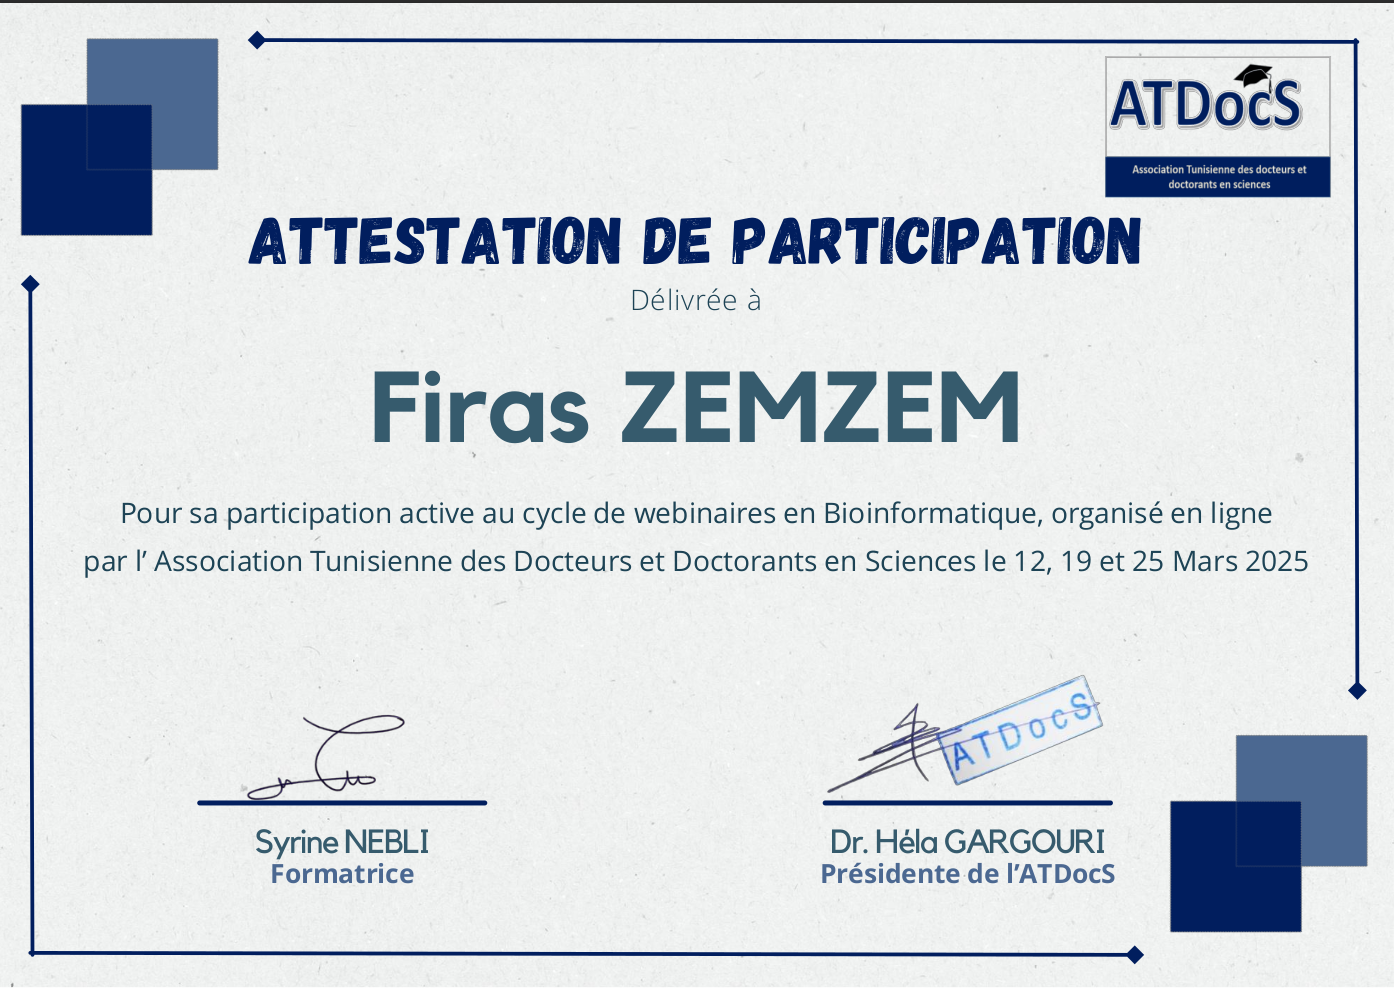 ATDocS
Association Tunisienne des docteurs et
doctorants en sciences
ATTESTATION DE PARTICIPATION
Délivrée à
Firas ZEMZEM
Pour sa participation active au cycle de webinaires en Bioinformatique, organisé en ligne
par l’ Association Tunisienne des Docteurs et Doctorants en Sciences le 12, 19 et 25 Mars 2025
ATDocS
Syrine NEBLI
Formatrice
Dr. Héla GARGOURI
Présidente de l’ATDocS